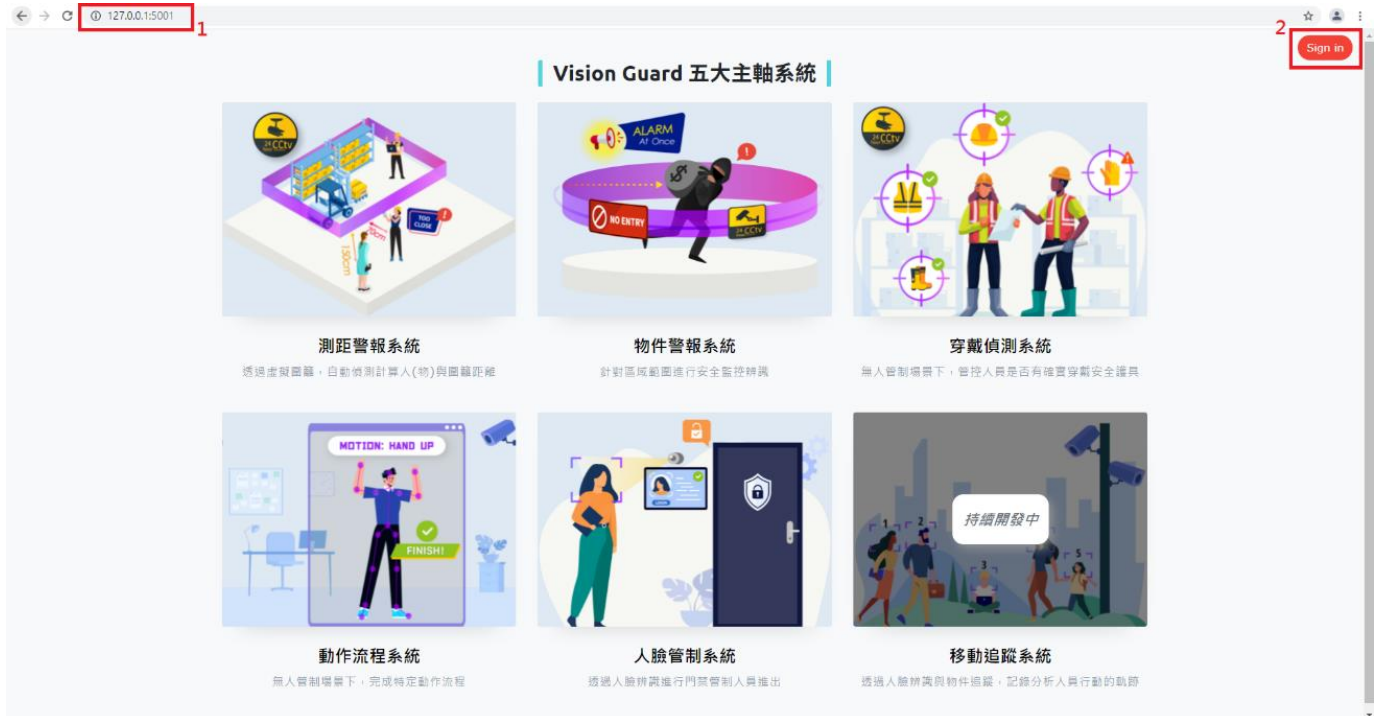 127.0.0.1:5001
1
2
Sign in
Vision Guard 五大主軸系統
24 CCtv
TOO CLOSE
70cm
150cm
ALARM
At Once
NO ENTRY
24 CCtv
24 CCtv
測距警報系統
物件警報系統
穿戴偵測系統
透過虛擬圍籬,自動偵測計算人(物)與圍籬距離
針對區域範圍進行安全監控辨識
無人管制場景下,管控人員是否有確實穿戴安全護具
MOTION: HAND UP
FINISH!
持續開發中
1
2
3
5
動作流程系統
人臉管制系統
移動追蹤系統
無人管制場景下,完成特定動作流程
透過人臉辨識進行門禁管制人員進出
透過人臉辨識與物件追蹤,記錄分析人員行動的軌跡